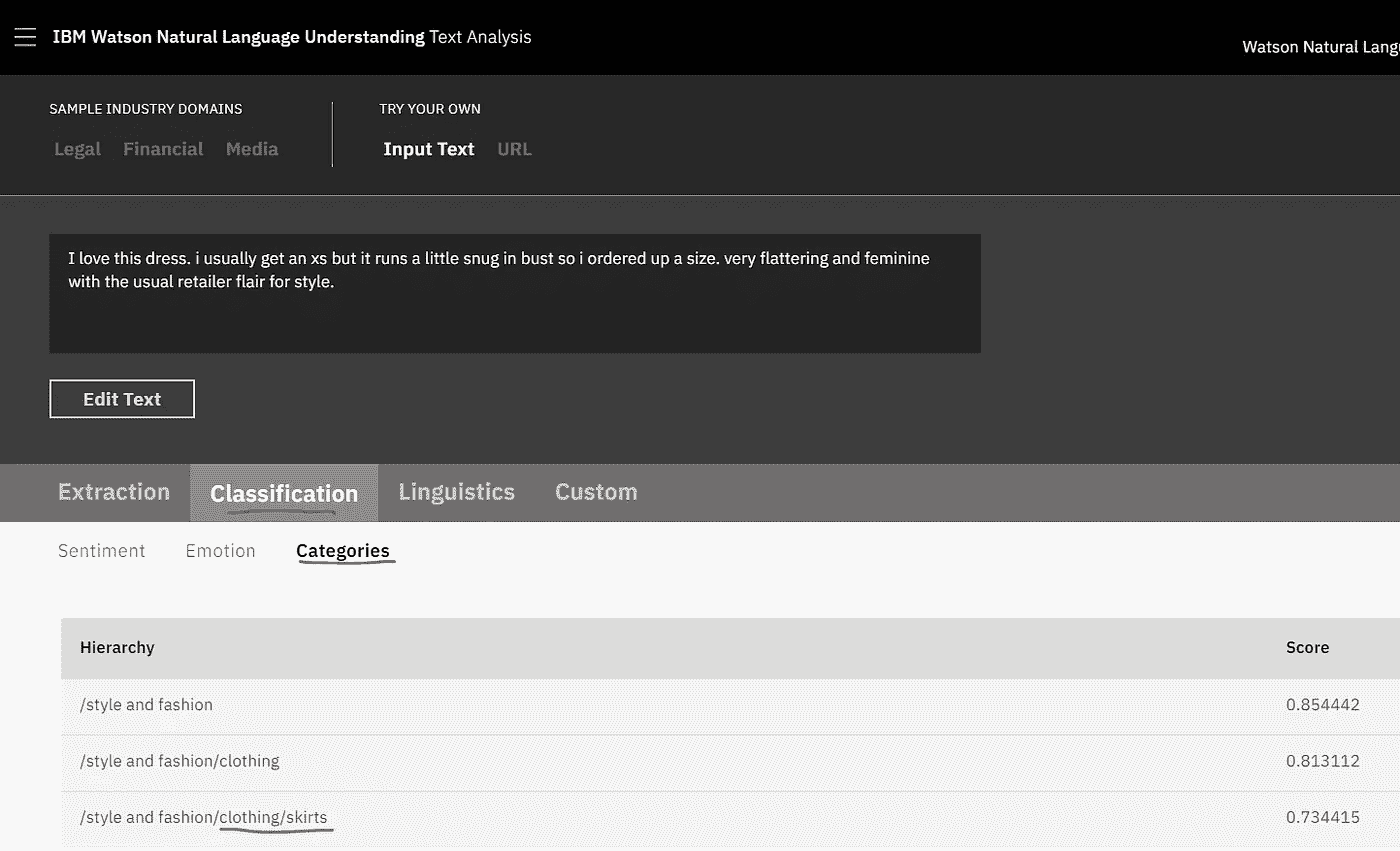 IBM Watson Natural Language Understanding Text Analysis
Watson Natural
SAMPLE INDUSTRY DOMAINS
TRY YOUR OWN
Legal Financial Media
Input Text URL
I love this dress. i usually get an xs but it runs a little snug in bust so i ordered up a size. very flattering and feminine
with the usual retailer flair for style.
Edit Text
Extraction Classification Linguistics Custom
Sentiment Emotion Categories
Hierarchy Score
/style and fashion 0.854442
/style and fashion/clothing 0.813112
/style and fashion/clothing/skirts 0.734415